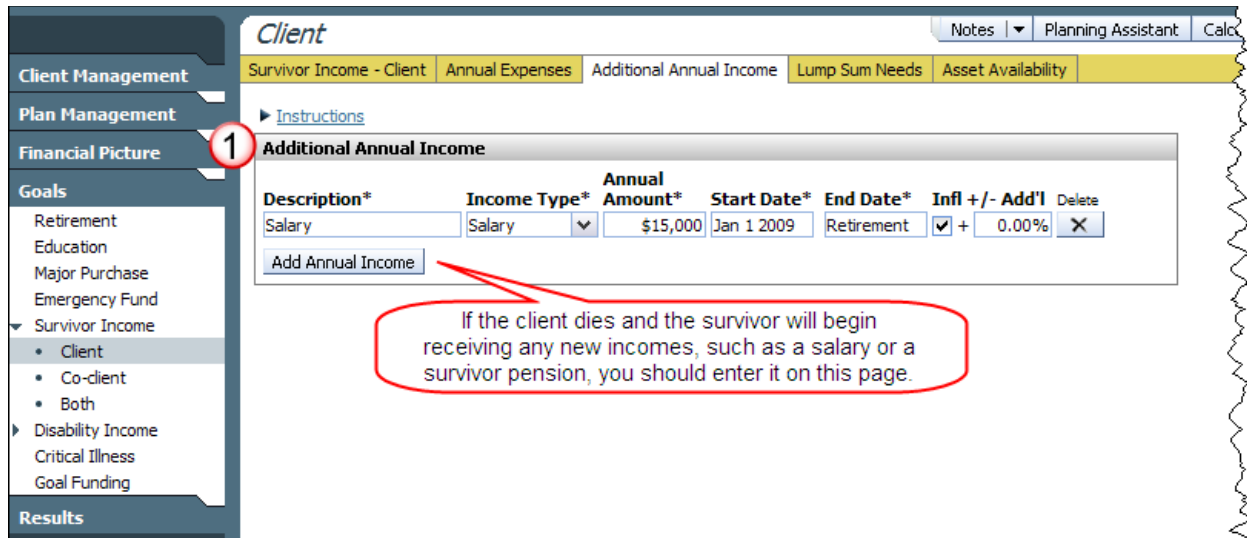 Client
Notes Planning Assistant Calc
Client Management
Plan Management
Financial Picture
Goals
Retirement
Education
Major Purchase
Emergency Fund
Survivor Income
Client
Co-client
Both
Disability Income
Critical Illness
Goal Funding
Results
Survivor Income - Client Annual Expenses Additional Annual Income Lump Sum Needs Asset Availability
Instructions
1
Additional Annual Income
Description* Income Type* Annual Amount* Start Date* End Date* Infl +/- Add'l Delete
Salary Salary $15,000 Jan 1 2009 Retirement + 0.00% X
Add Annual Income
If the client dies and the survivor will begin
receiving any new incomes, such as a salary or a
survivor pension, you should enter it on this page.